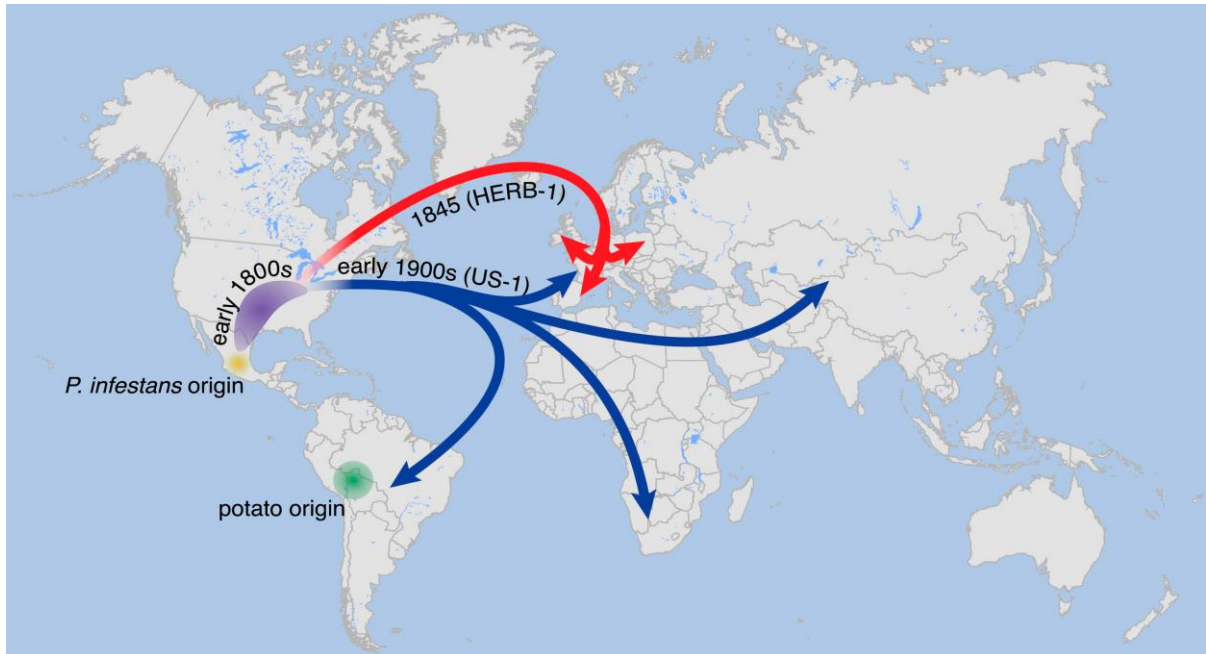 1845 (HERB-1)
early 1800s
early 1900s (US-1)
P. infestans origin
potato origin